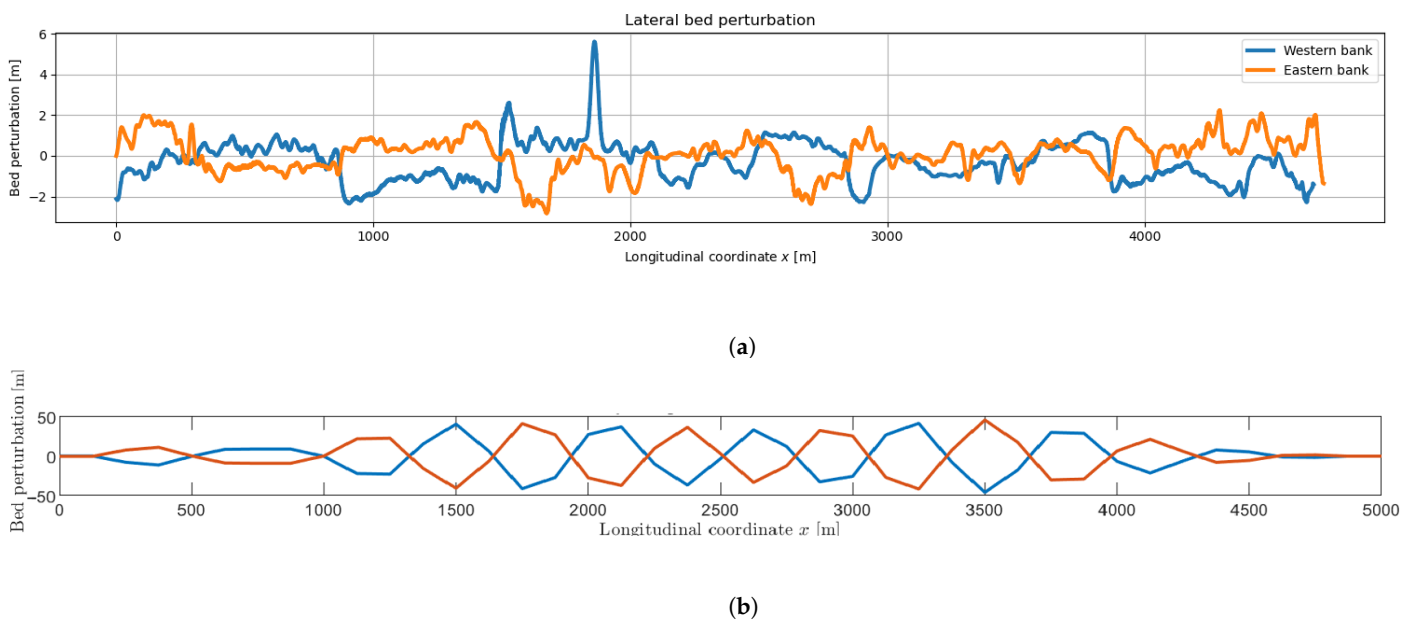 Lateral bed perturbation
Bed perturbation [m]
6
4
2
0
−2
Western bank
Eastern bank
0 1000 2000 3000 4000
Longitudinal coordinate x [m]
(a)
Bed perturbation [m]
50
0
−50
0 500 1000 1500 2000 2500 3000 3500 4000 4500 5000
Longitudinal coordinate x [m]
(b)